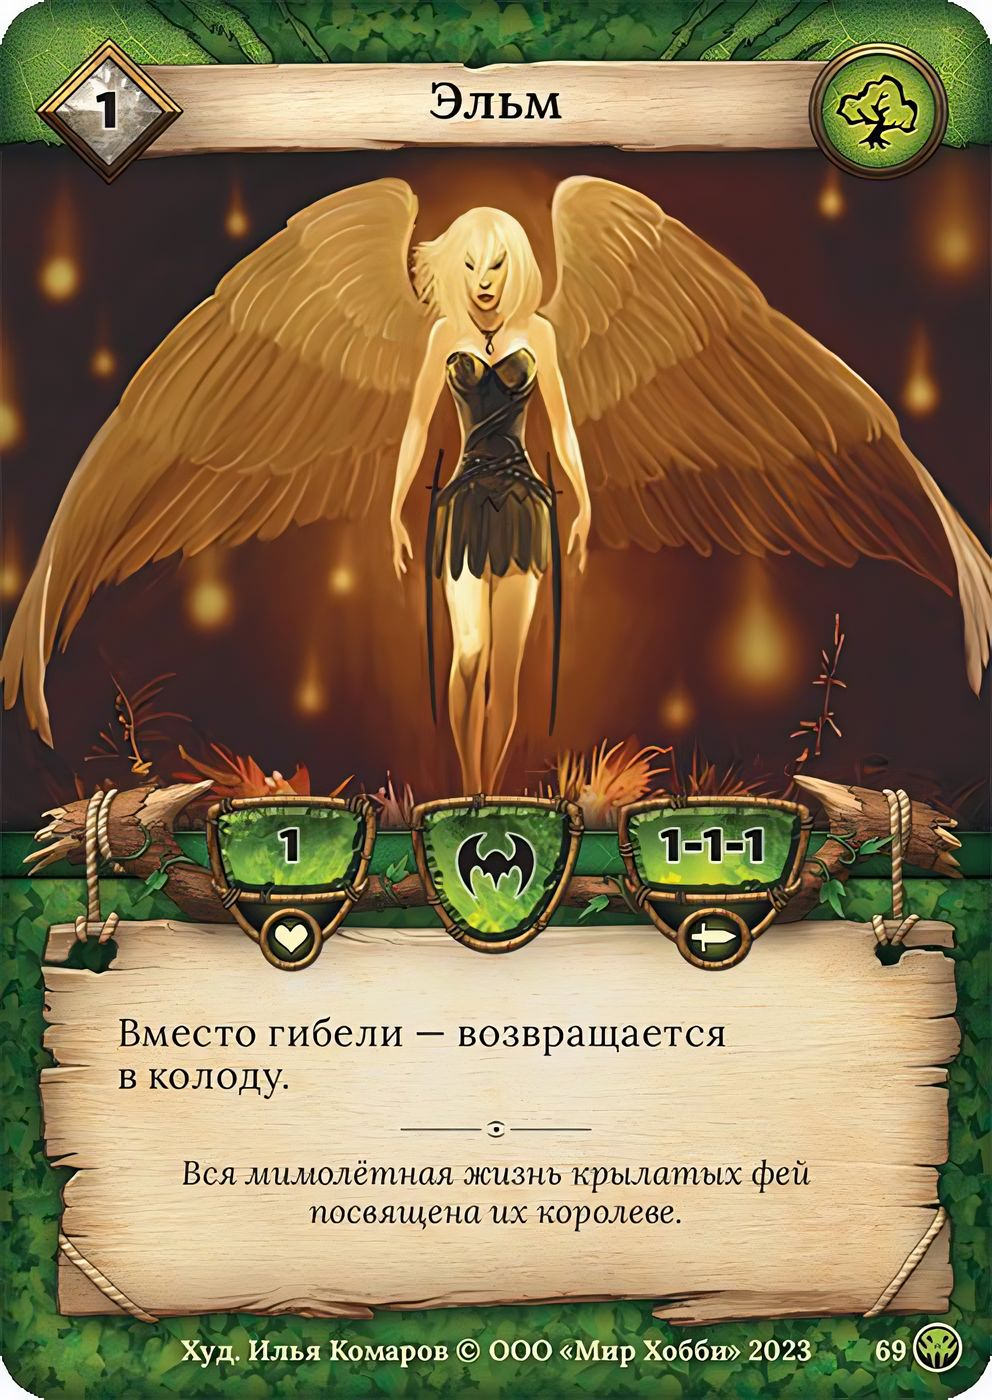 1
Эльм
1
1-1-1
Вместо гибели — возвращается
в колоду.
Вся мимолётная жизнь крылатых фей
посвящена их королеве.
Худ. Илья Комаров © ООО «Мир Хобби» 2023
69